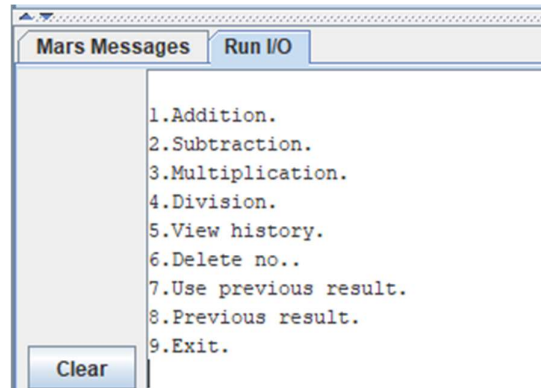 Mars Messages Run I/O
1.Addition.
2.Subtraction.
3.Multiplication.
4.Division.
5.View history.
6.Delete no..
7.Use previous result.
8.Previous result.
9.Exit.
Clear